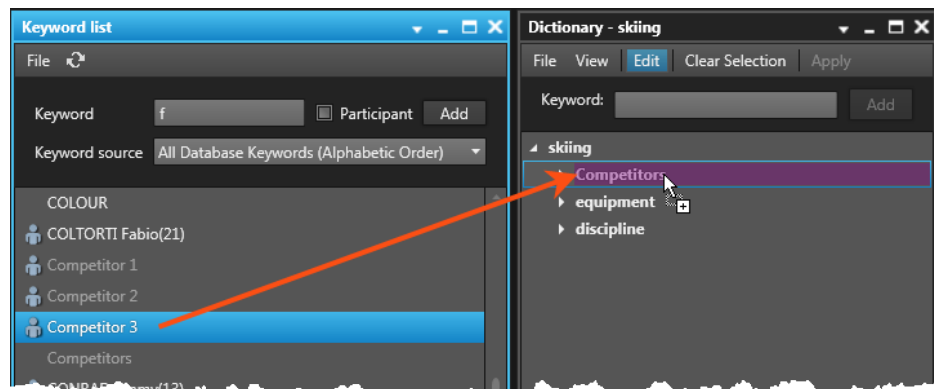 Keyword list
File
Keyword f Participant Add
Keyword source All Database Keywords (Alphabetic Order)
COLOUR
COLTORTI Fabio(21)
Competitor 1
Competitor 2
Competitor 3
Competitors
Dictionary - skiing
File View Edit Clear Selection Apply
Keyword: Add
skiing
Competitors
equipment
discipline